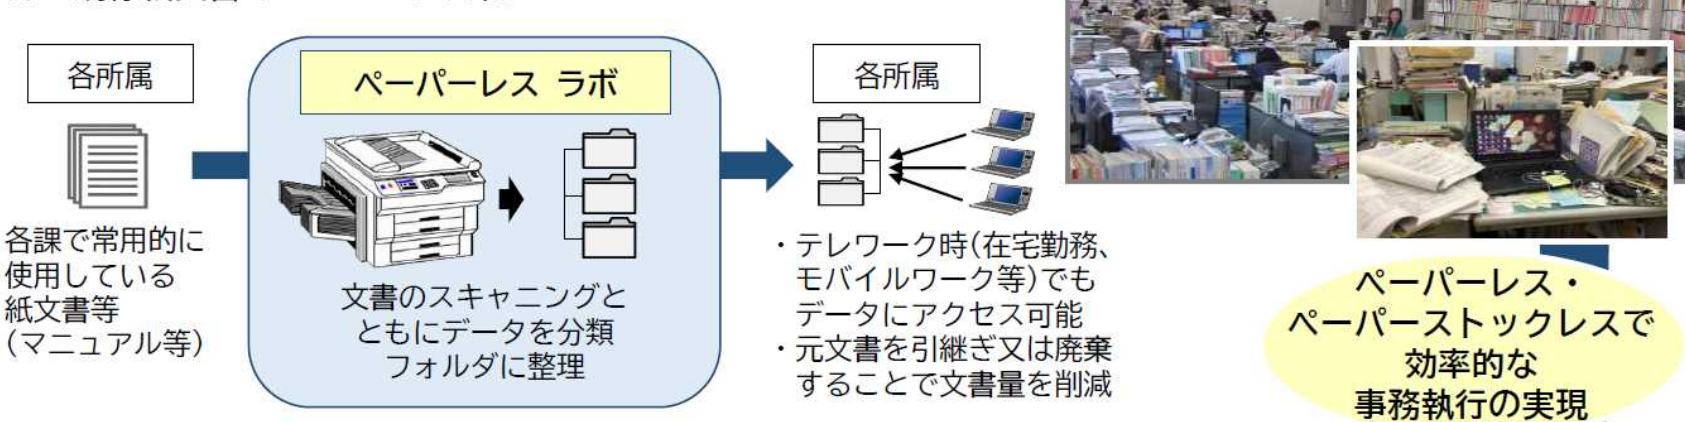 各所属
各課で常用的に
使用している
紙文書等
(マニュアル等)
ペーパーレス ラボ
文書のスキャニングと
ともにデータを分類
フォルダに整理
各所属
・テレワーク時(在宅勤務、
モバイルワーク等)でも
データにアクセス可能
・元文書を引継ぎ又は廃棄
することで文書量を削減
ペーパーレス・
ペーパーストックレスで
効率的な
事務執行の実現